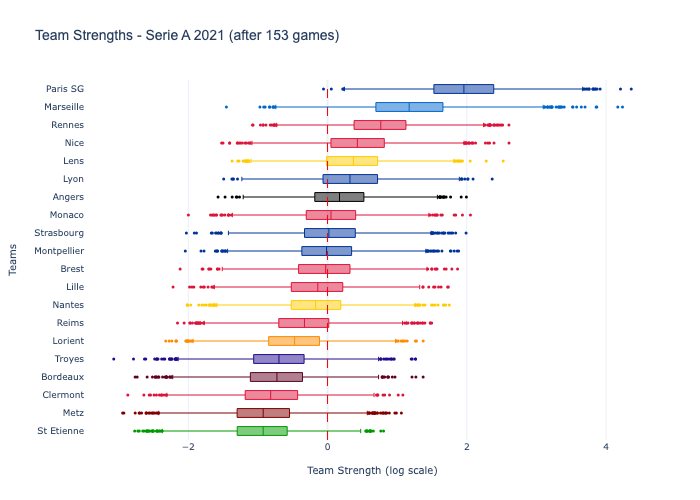 Team Strengths - Serie A 2021 (after 153 games)
Paris SG
Marseille
Rennes
Nice
Lens
Lyon
Angers
Monaco
Strasbourg
Montpellier
Brest
Lille
Nantes
Reims
Lorient
Troyes
Bordeaux
Clermont
Metz
St Etienne
Teams
−2 0 2 4
Team Strength (log scale)